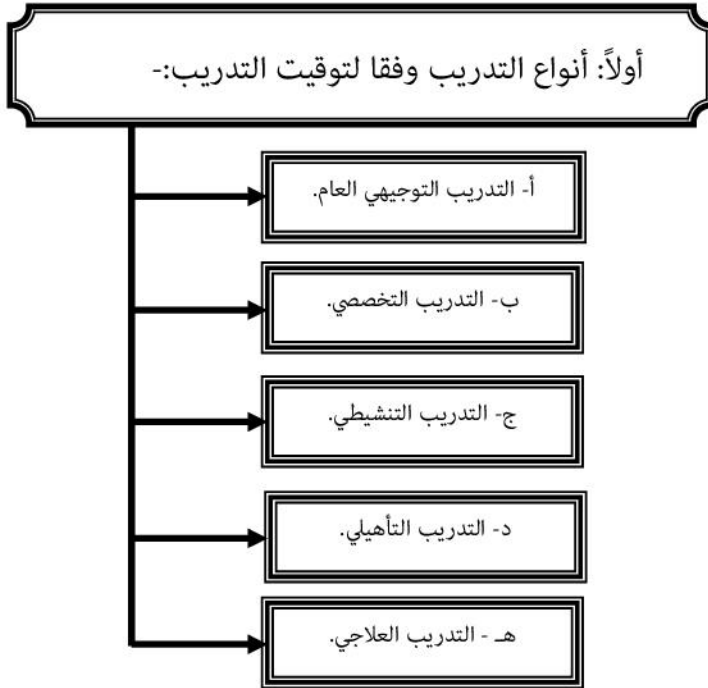 أولاً: أنواع التدريب وفقا لتوقيت التدريب:-
أ- التدريب التوجيهي العام.
ب- التدريب التخصصي.
ج- التدريب التنشيطي.
د- التدريب التأهيلي.
هـ - التدريب العلاجي.